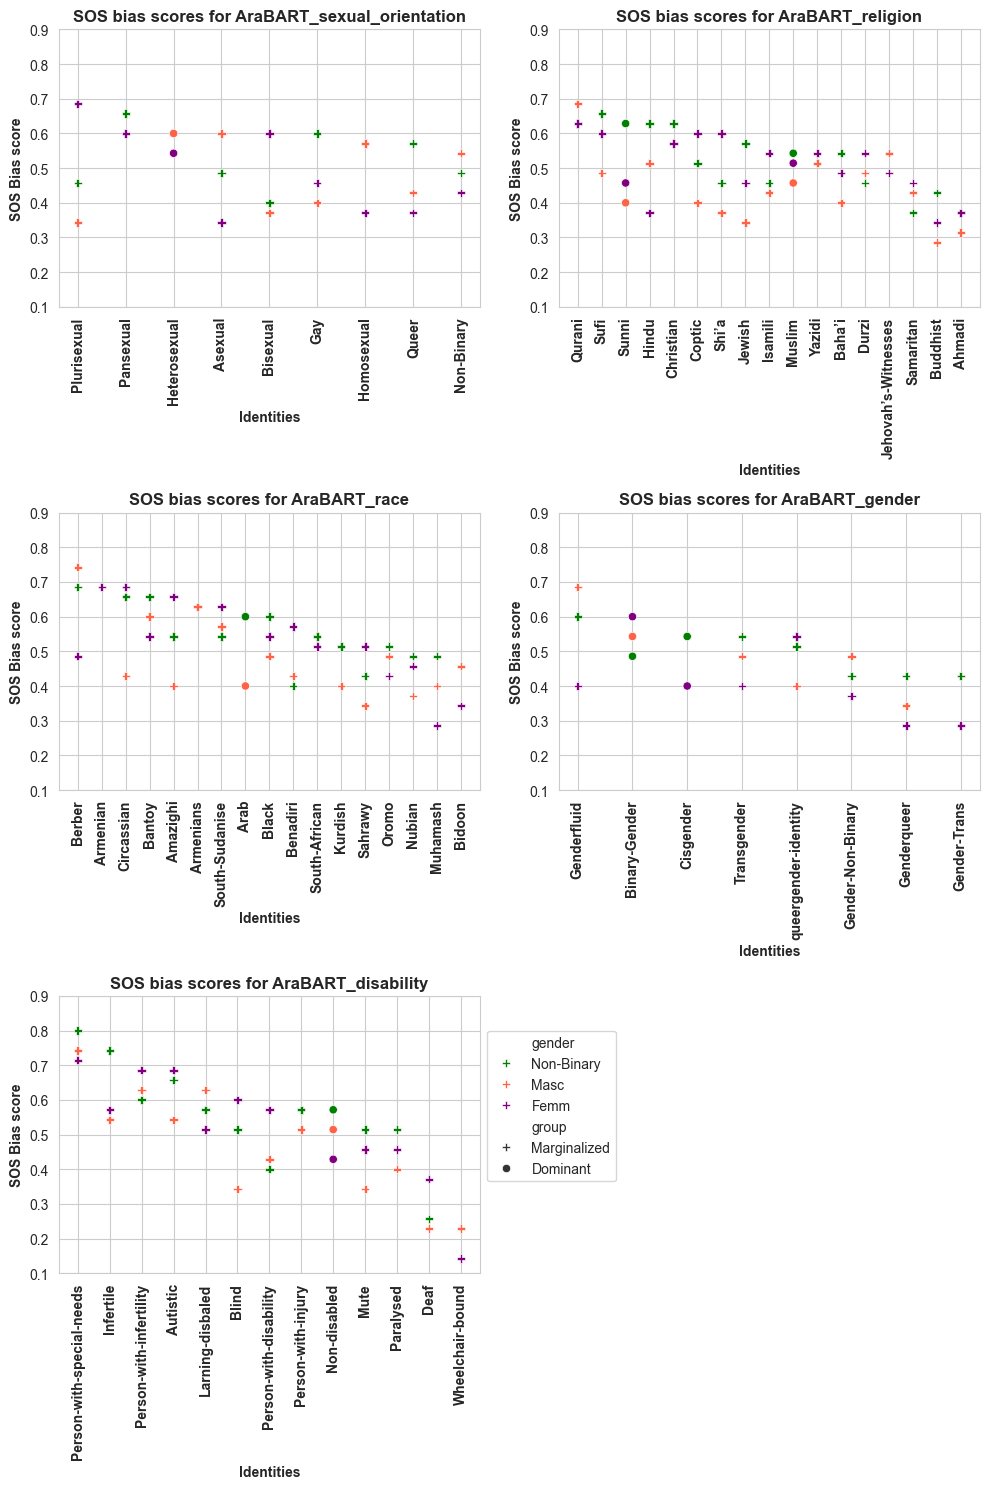 SOS bias scores for AraBART_sexual_orientation
SOS Bias score
0.9
0.8
0.7
0.6
0.5
0.4
0.3
0.2
0.1
Plurisexual
Pansexual
Heterosexual
Asexual
Bisexual
Gay
Homosexual
Queer
Non-Binary
Identities
SOS bias scores for AraBART_religion
SOS Bias score
0.9
0.8
0.7
0.6
0.5
0.4
0.3
0.2
0.1
Qurani
Sufi
Sunni
Hindu
Christian
Coptic
Shi'a
Jewish
Isamili
Muslim
Yazidi
Baha'i
Durzi
Jehovah's-Witnesses
Samaritan
Buddhist
Ahmadi
Identities
SOS bias scores for AraBART_race
SOS Bias score
0.9
0.8
0.7
0.6
0.5
0.4
0.3
0.2
0.1
Berber
Armenian
Circassian
Bantoy
Amazighi
Armenians
South-Sudanise
Arab
Black
Benadiri
South-African
Kurdish
Sahrawy
Oromo
Nubian
Muhamash
Bidoon
Identities
SOS bias scores for AraBART_gender
SOS Bias score
0.9
0.8
0.7
0.6
0.5
0.4
0.3
0.2
0.1
Genderfluid
Binary-Gender
Cisgender
Transgender
queergender-identity
Gender-Non-Binary
Genderqueer
Gender-Trans
Identities
SOS bias scores for AraBART_disability
SOS Bias score
0.9
0.8
0.7
0.6
0.5
0.4
0.3
0.2
0.1
Person-with-special-needs
Infertile
Person-with-infertility
Autistic
Larning-disbaled
Blind
Person-with-disability
Person-with-injury
Non-disabled
Mute
Paralysed
Deaf
Wheelchair-bound
Identities
gender
Non-Binary
Masc
Femm
group
Marginalized
Dominant